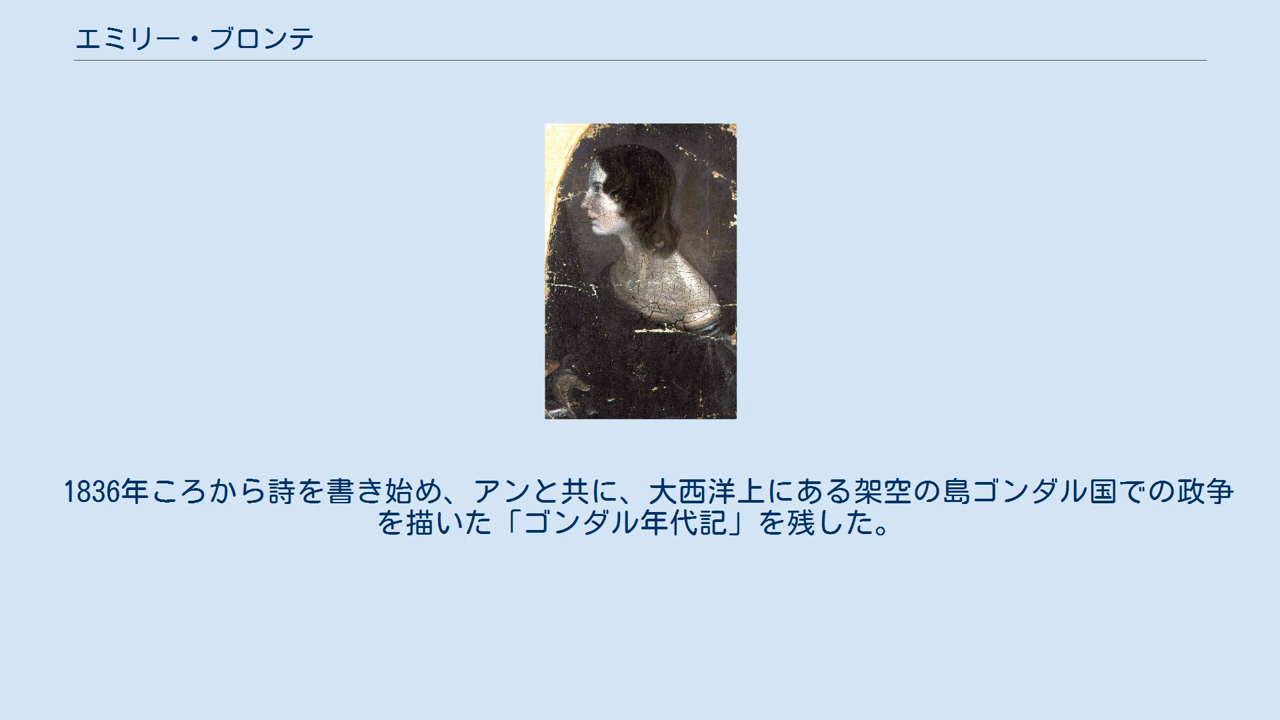 エミリー・ブロンテ
1836年ころから詩を書き始め、アンと共に、大西洋上にある架空の島ゴンダル国での政争
を描いた「ゴンダル年代記」を残した。